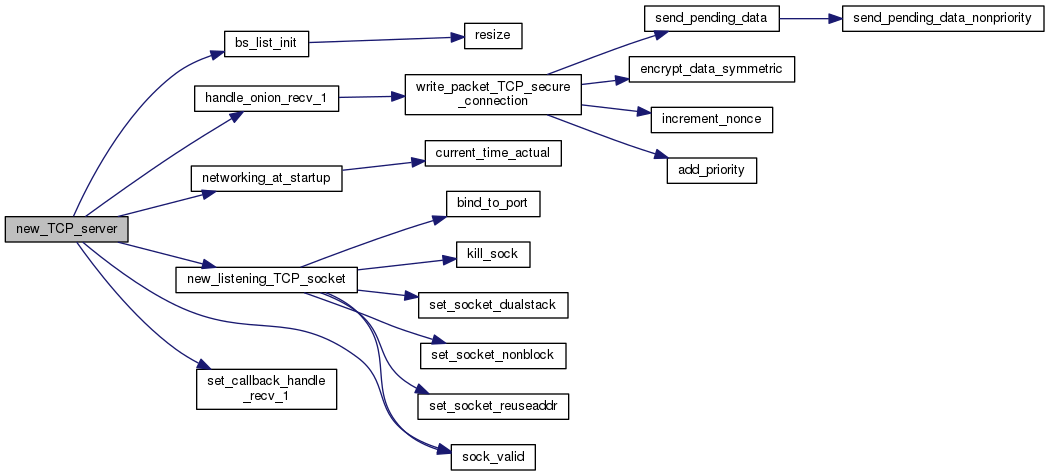 new_TCP_server
bs_list_init
resize
handle_onion_recv_1
write_packet_TCP_secure
_connection
send_pending_data
send_pending_data_nonpriority
encrypt_data_symmetric
increment_nonce
add_priority
networking_at_startup
current_time_actual
new_listening_TCP_socket
bind_to_port
kill_sock
set_socket_dualstack
set_socket_nonblock
set_socket_reuseaddr
sock_valid
set_callback_handle
_recv_1